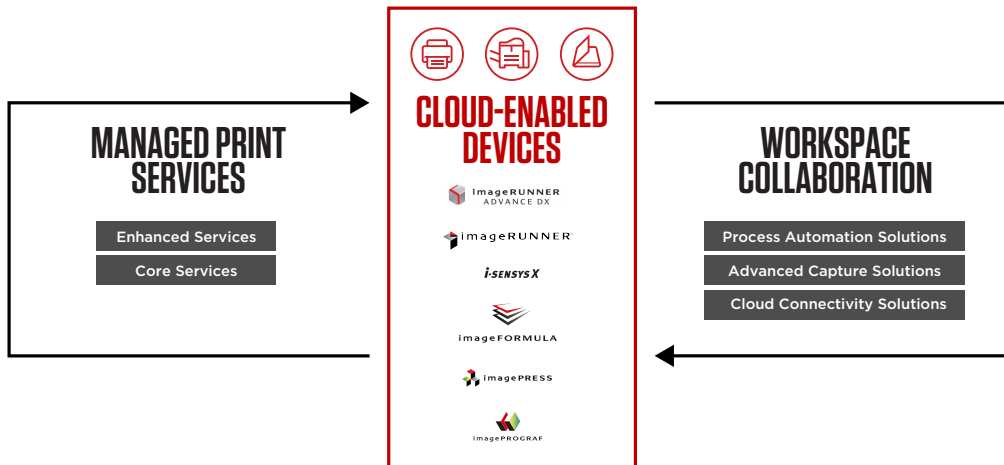 MANAGED PRINT
SERVICES
Enhanced Services
Core Services
CLOUD-ENABLED
DEVICES
imageRUNNER
ADVANCE DX
imageRUNNER
i-SENSYS X
imageFORMULA
imagePRESS
imagePROGRAF
WORKSPACE
COLLABORATION
Process Automation Solutions
Advanced Capture Solutions
Cloud Connectivity Solutions